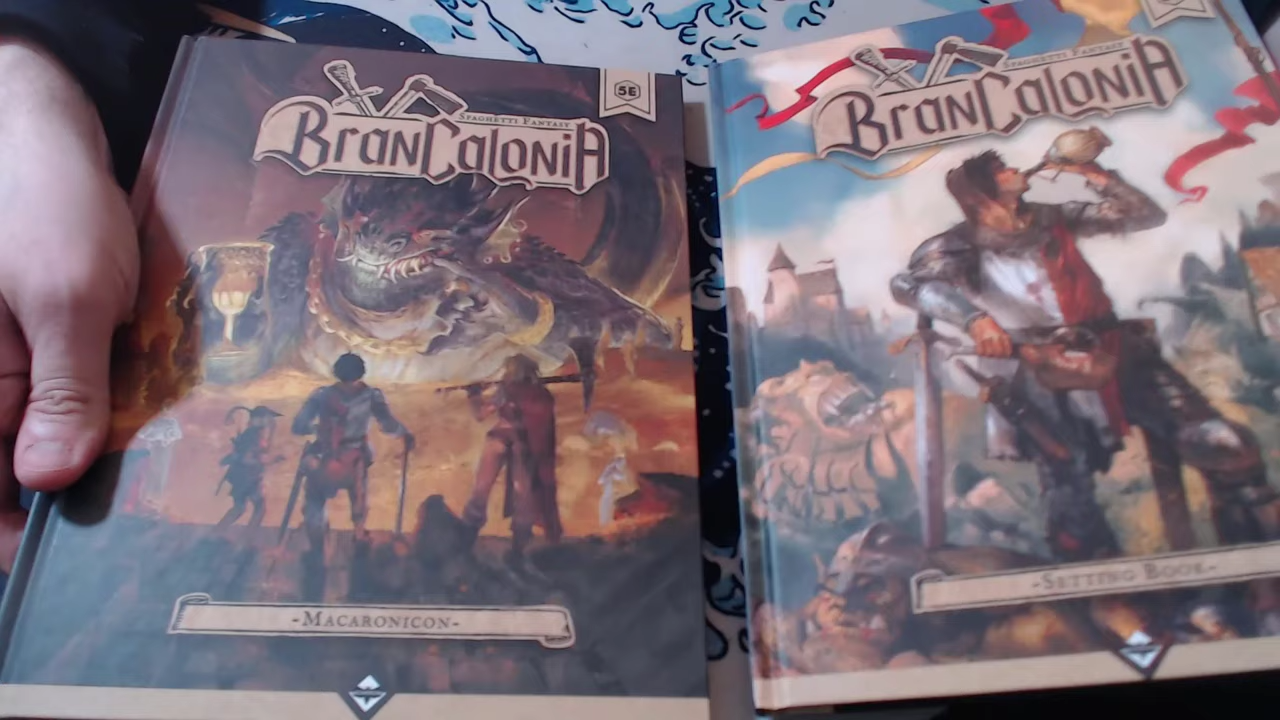 5E
SPAGHETTI FANTASY
BRANCALONIA
-MACARONICON-
SPAGHETTI FANTASY
BRANCALONIA
-SETTING BOOK-